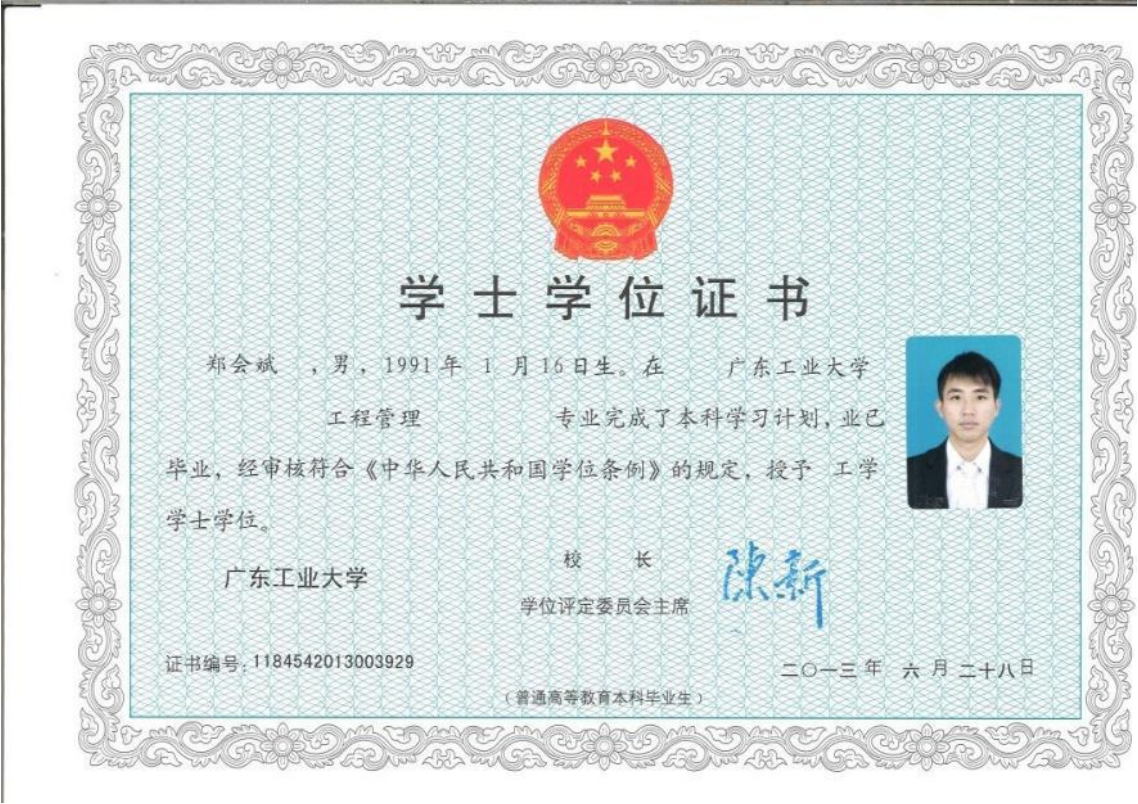 学士学位证书
郑会斌 ，男，1991年 1 月16日生。在 广东工业大学
工程管理 专业完成了本科学习计划，业已
毕业，经审核符合《中华人民共和国学位条例》的规定，授予 工学
学士学位。
广东工业大学
校 长
学位评定委员会主席
陈新
证书编号：1184542013003929
二〇一三年 六月二十八日
（普通高等教育本科毕业生）